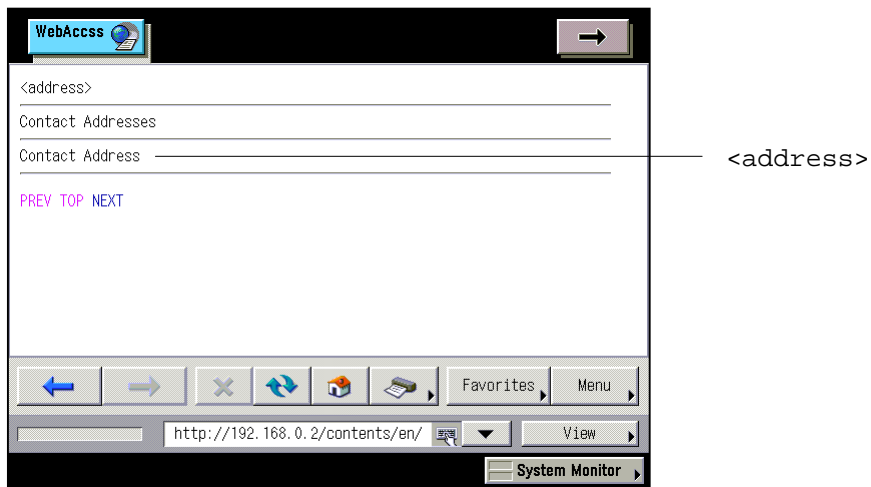 WebAccss
<address>
Contact Addresses
Contact Address
<address>
PREV TOP NEXT
Favorites
Menu
http://192.168.0.2/contents/en/
View
System Monitor